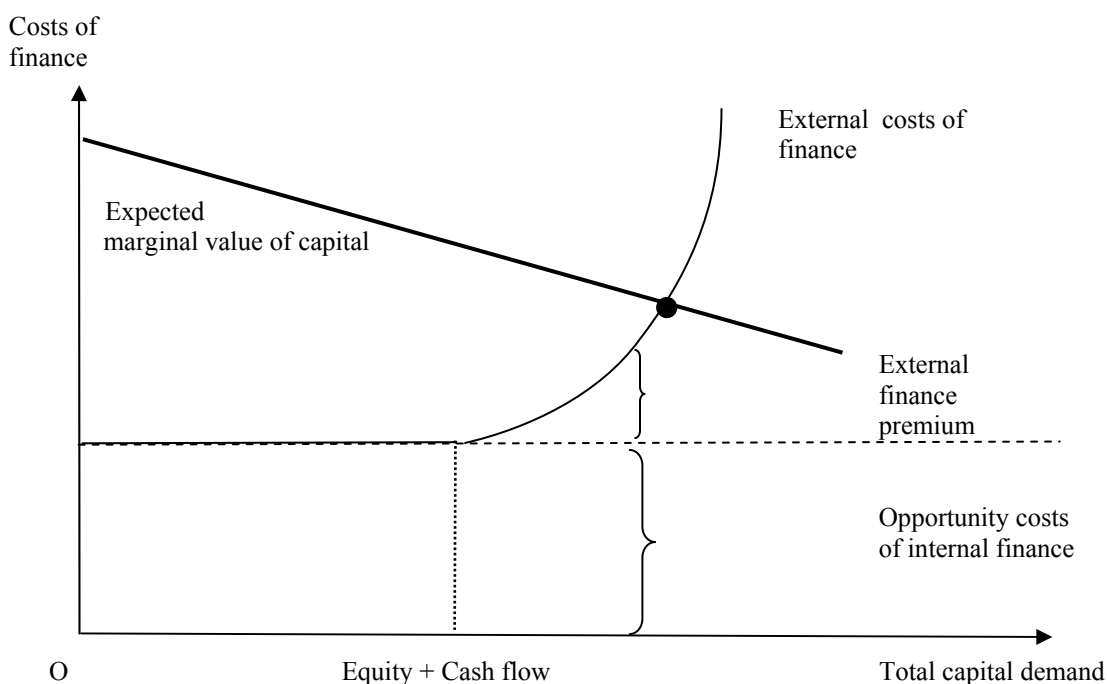 Costs of
finance
External costs of
finance
Expected
marginal value of capital
External
finance
premium
Opportunity costs
of internal finance
O
Equity + Cash flow
Total capital demand